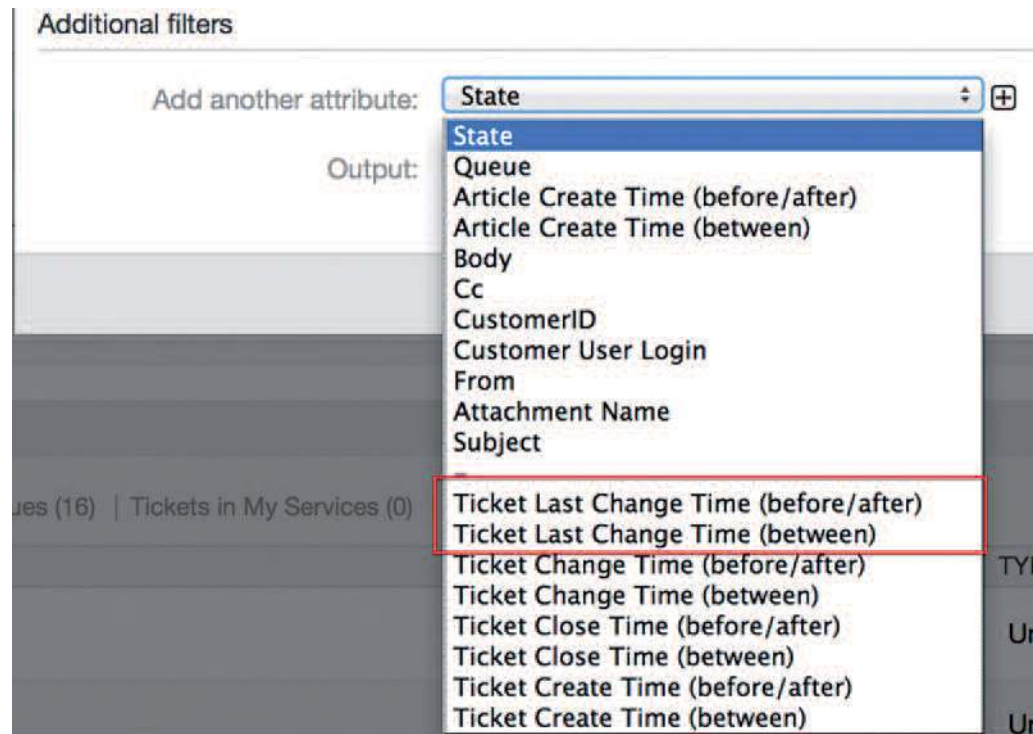 Additional filters
Add another attribute: State
State
Output:
Queue
Article Create Time (before/after)
Article Create Time (between)
Body
Cc
CustomerID
Customer User Login
From
Attachment Name
Subject
(16) | Tickets in My Services (0)
Ticket Last Change Time (before/after)
Ticket Last Change Time (between)
Ticket Change Time (before/after)
Ticket Change Time (between)
Ticket Close Time (before/after)
Ticket Close Time (between)
Ticket Create Time (before/after)
Ticket Create Time (between)